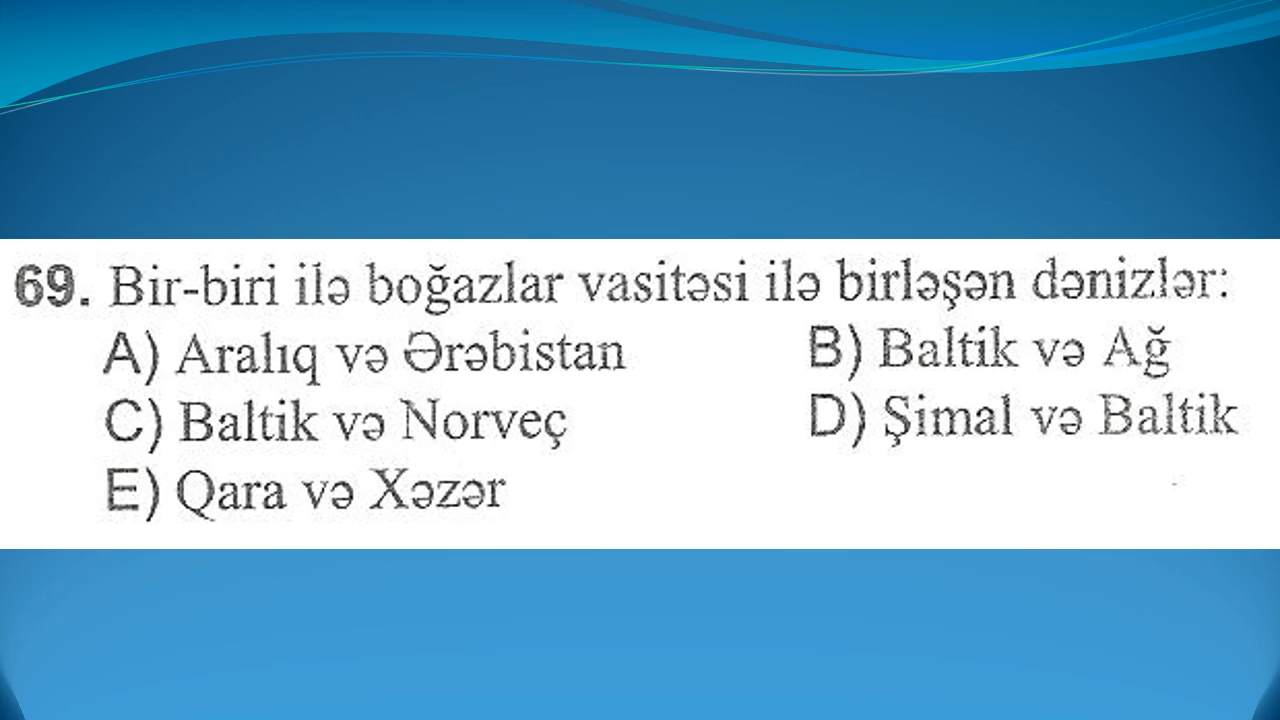 69. Bir-biri ilə boğazlar vasitəsi ilə birləşən dənizlər:
A) Aralıq və Ərəbistan B) Baltik və Ağ
C) Baltik və Norveç D) Şimal və Baltik
E) Qara və Xəzər